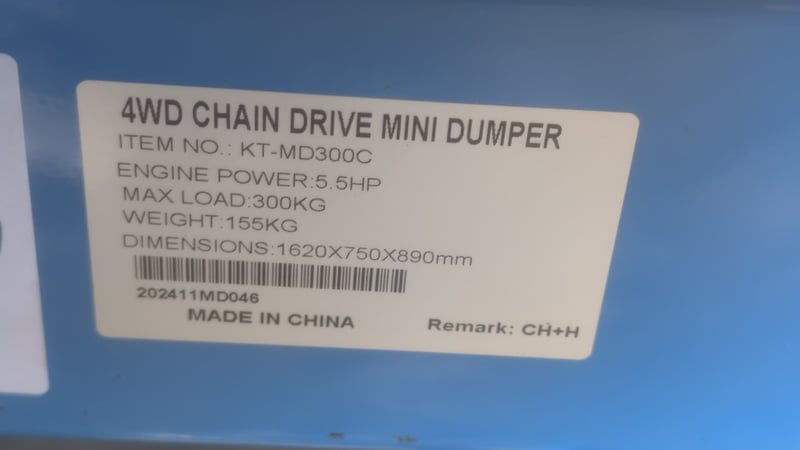 4WD CHAIN DRIVE MINI DUMPER
ITEM NO.: KT-MD300C
ENGINE POWER:5.5HP
MAX LOAD:300KG
WEIGHT:155KG
DIMENSIONS:1620X750X890mm
202411MD046
MADE IN CHINA
Remark: CH+H